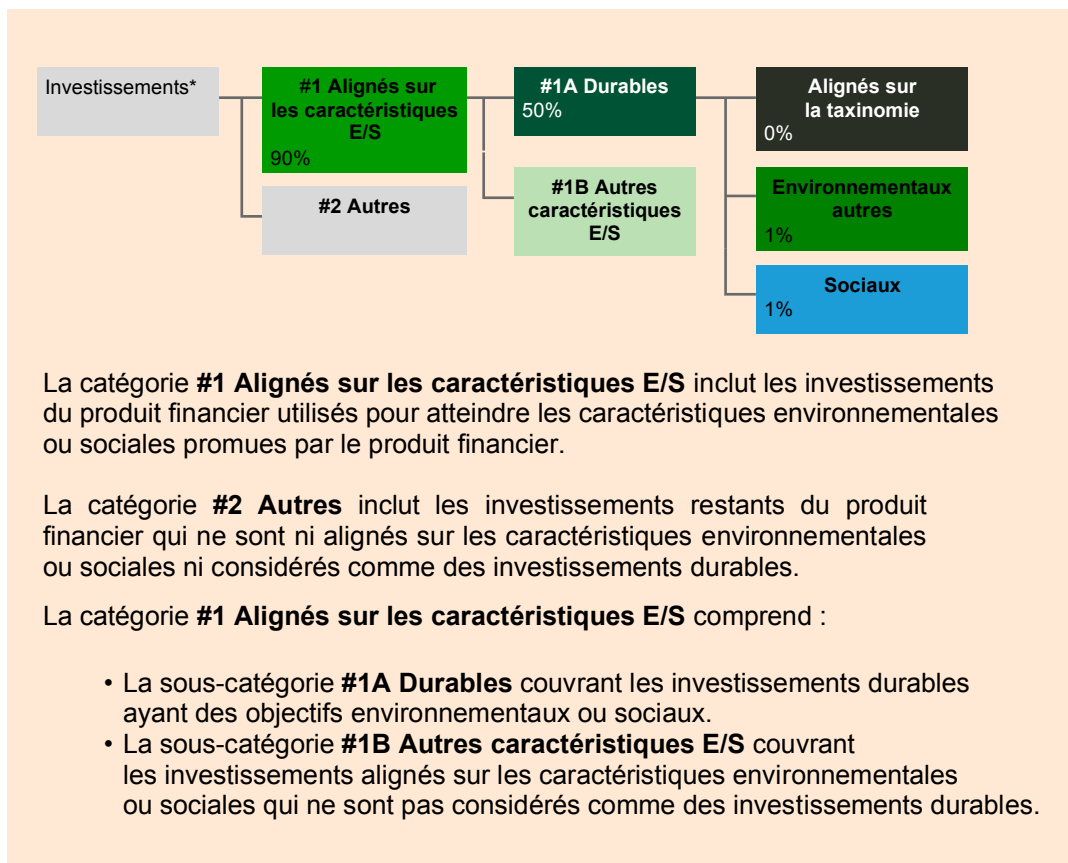 Investissements*
#1 Alignés sur
les caractéristiques
E/S
90%
#2 Autres
#1A Durables
50%
#1B Autres
caractéristiques
E/S
Alignés sur
la taxinomie
0%
Environnementaux
autres
1%
Sociaux
1%
La catégorie #1 Alignés sur les caractéristiques E/S inclut les investissements
du produit financier utilisés pour atteindre les caractéristiques environnementales
ou sociales promues par le produit financier.
La catégorie #2 Autres inclut les investissements restants du produit
financier qui ne sont ni alignés sur les caractéristiques environnementales
ou sociales ni considérés comme des investissements durables.
La catégorie #1 Alignés sur les caractéristiques E/S comprend :
• La sous-catégorie #1A Durables couvrant les investissements durables
ayant des objectifs environnementaux ou sociaux.
• La sous-catégorie #1B Autres caractéristiques E/S couvrant
les investissements alignés sur les caractéristiques environnementales
ou sociales qui ne sont pas considérés comme des investissements durables.